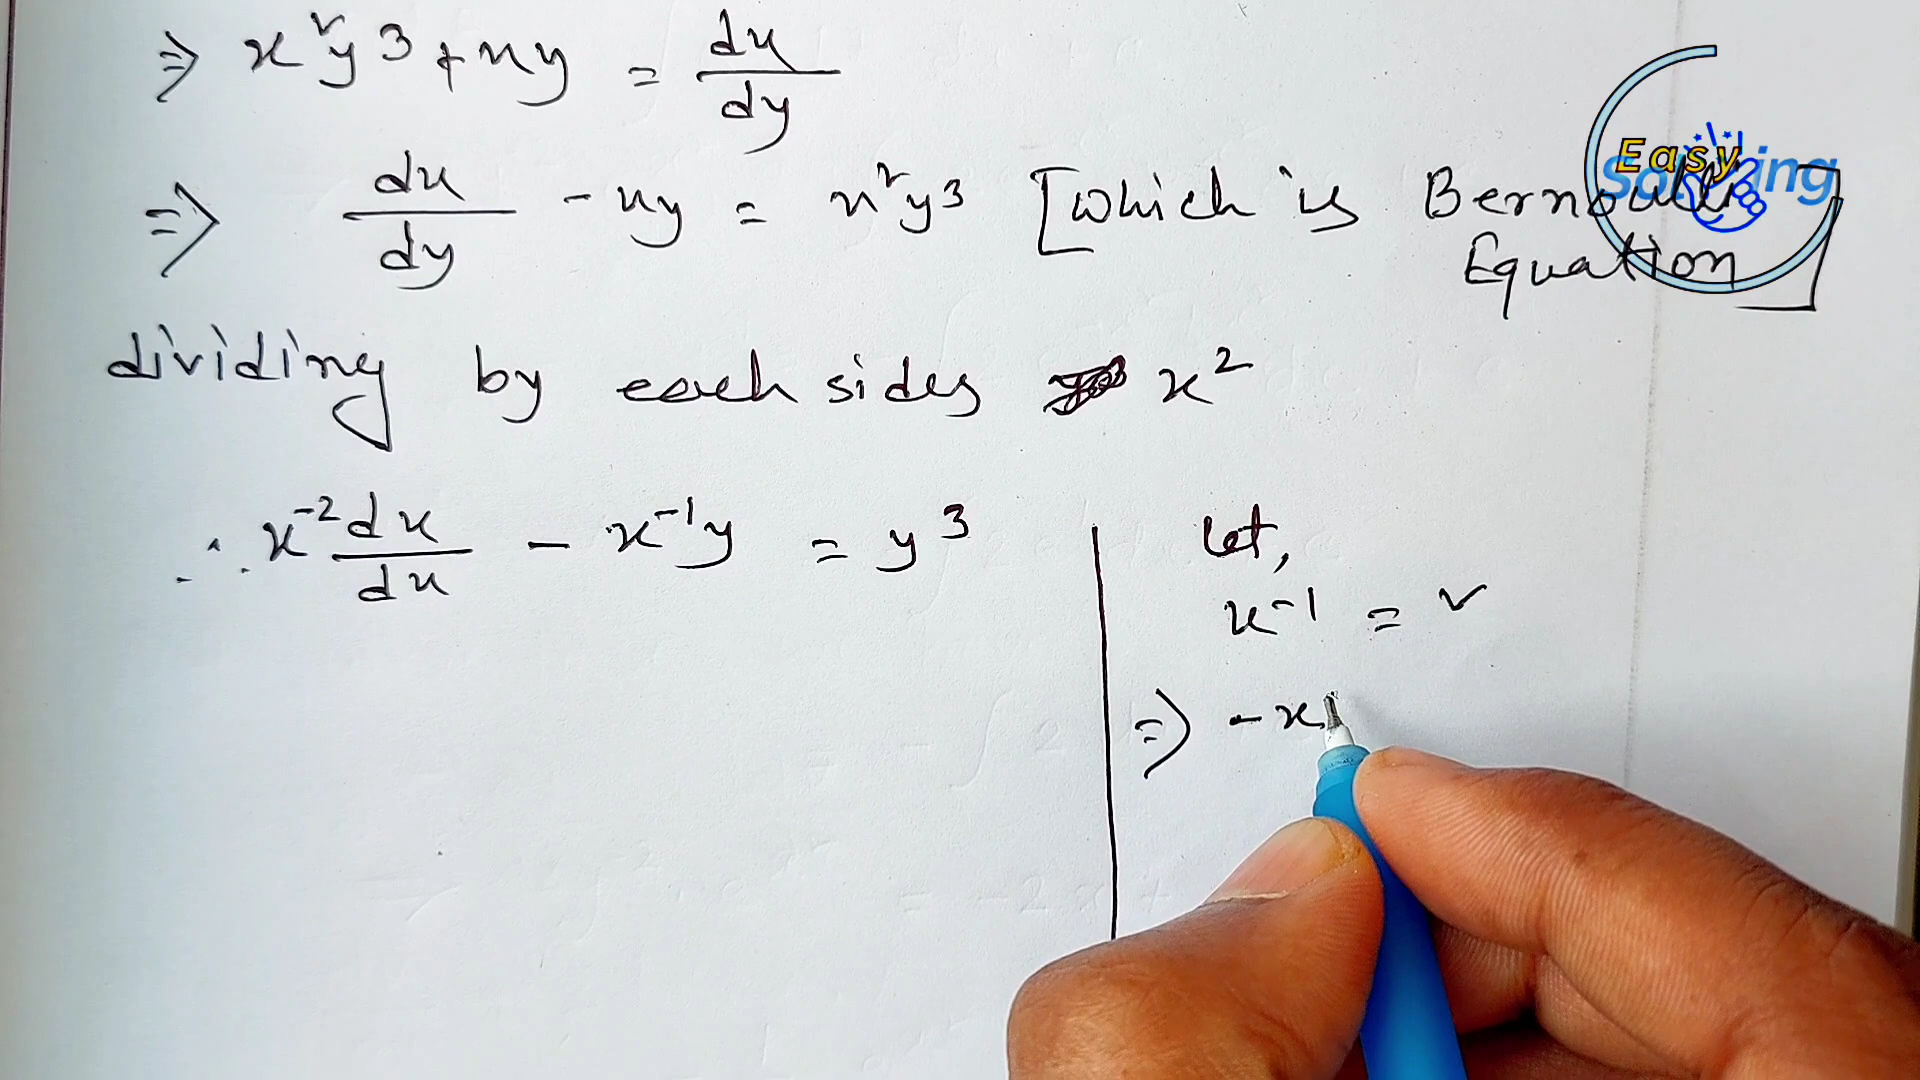 ⇒ x²y³ + xy = dx/dy
⇒ dx/dy - xy = x²y³ [which is Bernoulli
Equation]
dividing by each sides x²
∴ x⁻² dx/dx - x⁻¹y = y³
Let,
x⁻¹ = v
⇒ -x
Easy
Solving